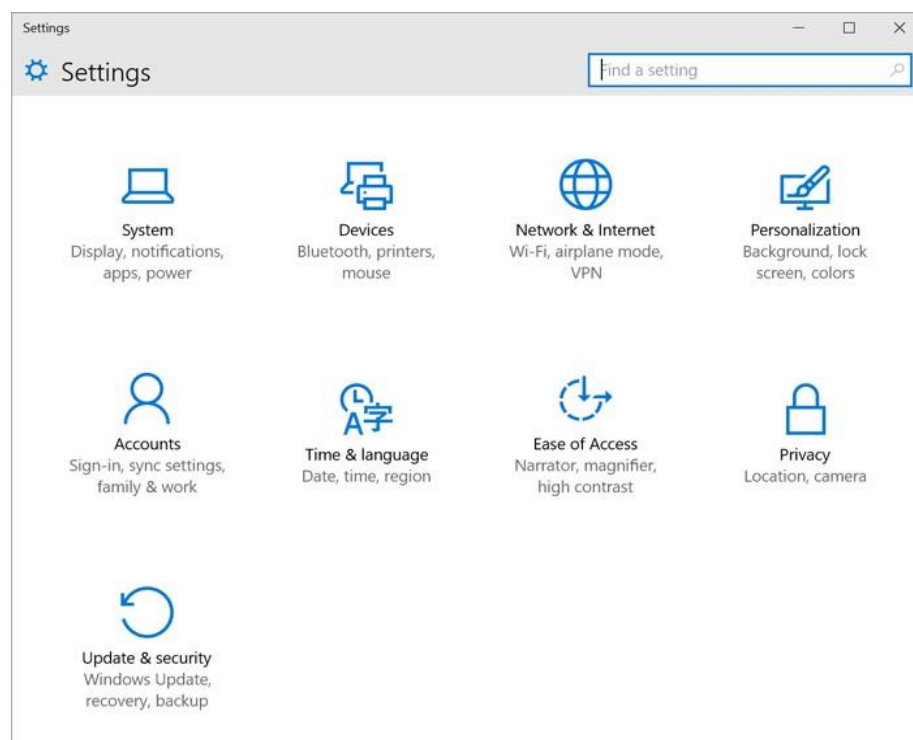 Settings
Settings
Find a setting
System
Display, notifications,
apps, power
Devices
Bluetooth, printers,
mouse
Network & Internet
Wi-Fi, airplane mode,
VPN
Personalization
Background, lock
screen, colors
Accounts
Sign-in, sync settings,
family & work
A字
Time & language
Date, time, region
Ease of Access
Narrator, magnifier,
high contrast
Privacy
Location, camera
Update & security
Windows Update,
recovery, backup